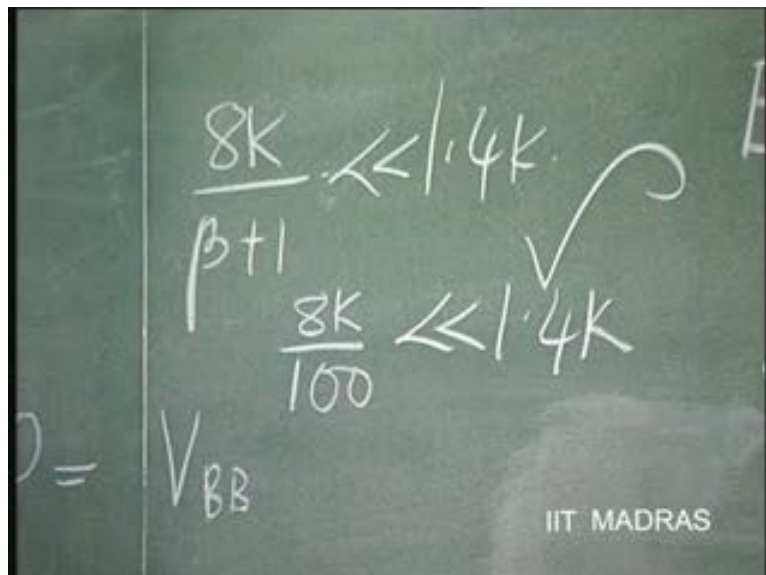 8K / β+1 << 1.4K
8K / 100 << 1.4K
= V_BB
IIT MADRAS